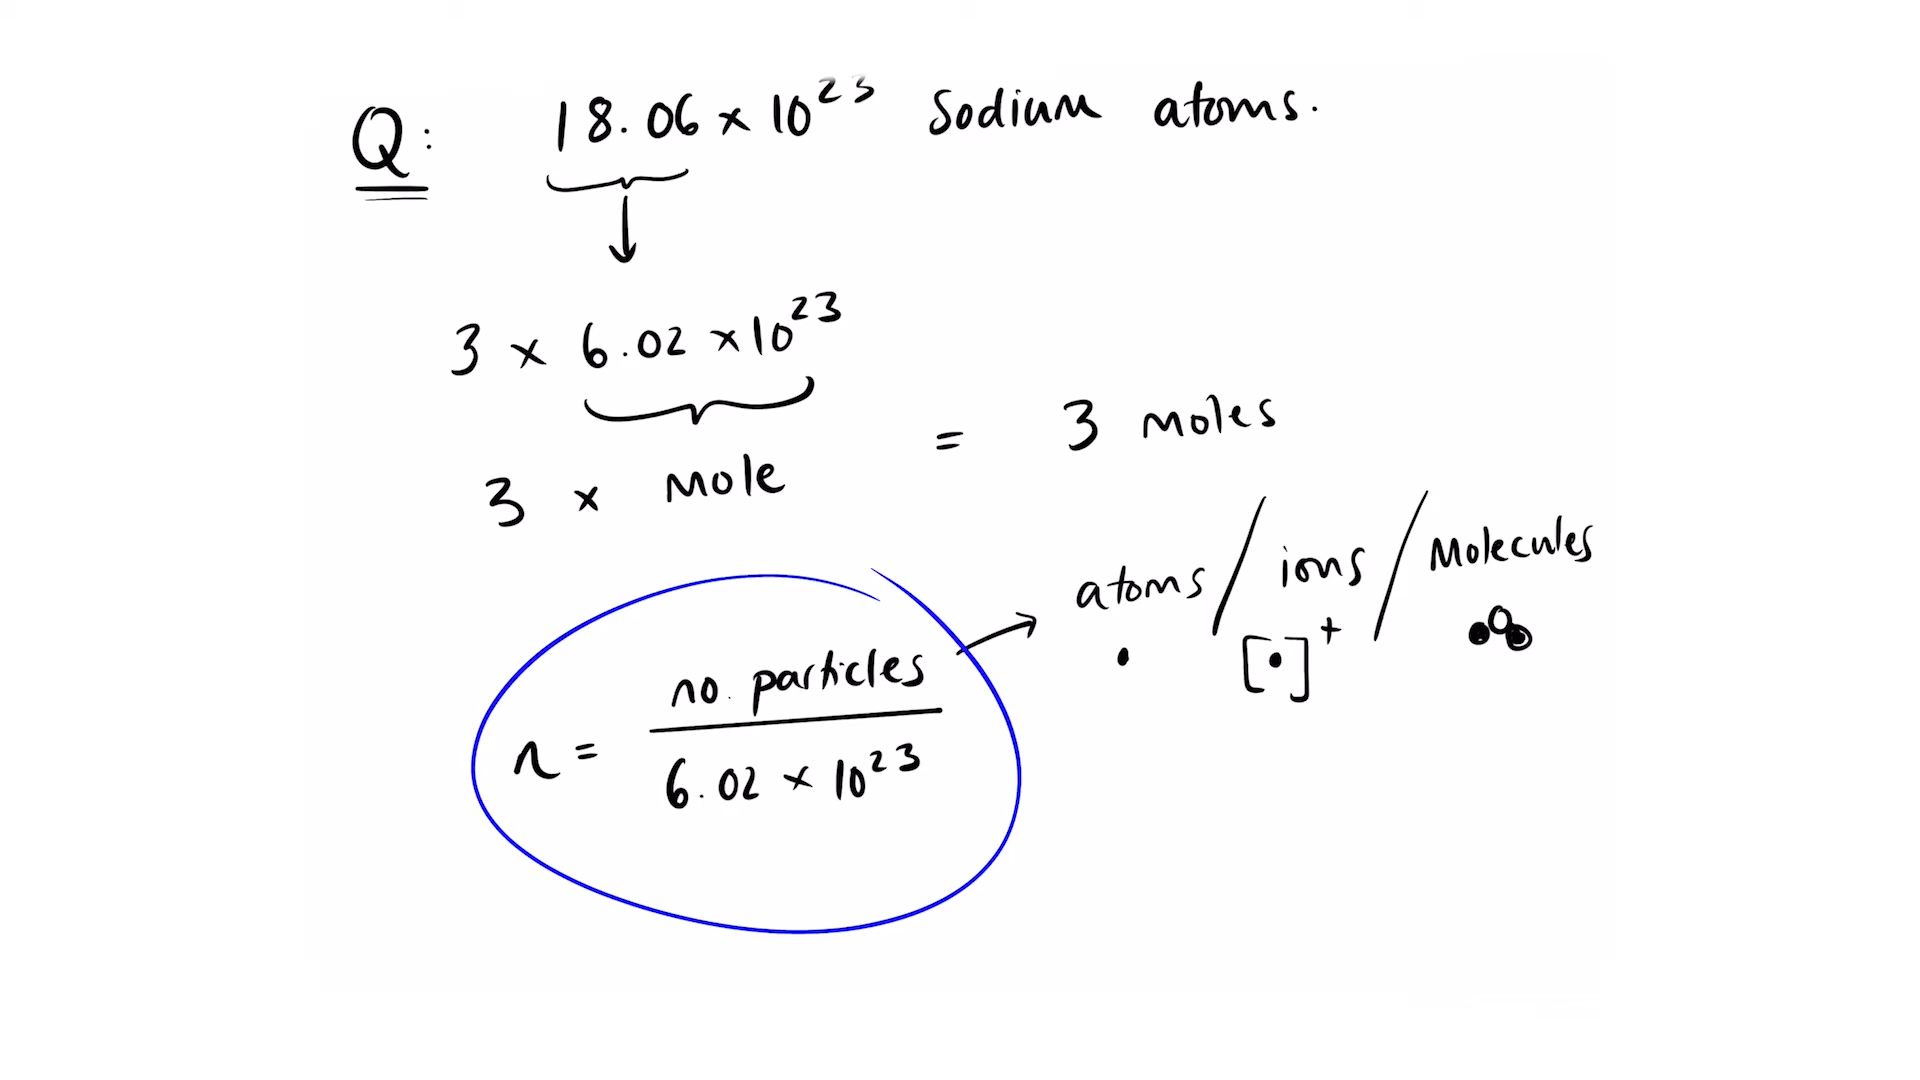 Q: 18.06 × 10²³ Sodium atoms.
3 × 6.02 × 10²³
3 × mole = 3 moles
atoms / ions / Molecules
[•]⁺
n = no. particles / 6.02 × 10²³